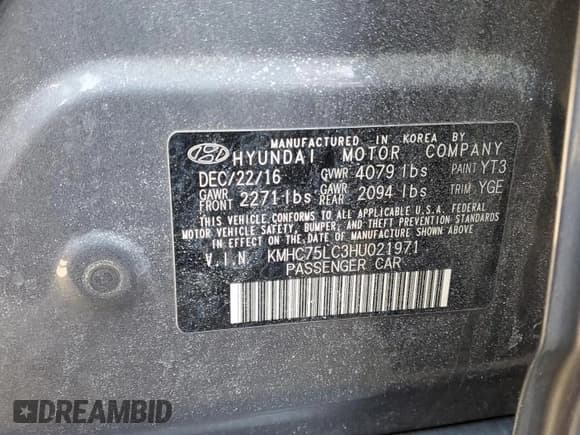 MANUFACTURED IN KOREA BY
HYUNDAI MOTOR COMPANY
DEC/22/16 GVWR 4079 lbs PAINT YT3
GAWR FRONT 2271 lbs GAWR REAR 2094 lbs TRIM YGE
THIS VEHICLE CONFORMS TO ALL APPLICABLE U.S.A. FEDERAL
MOTOR VEHICLE SAFETY, BUMPER, AND THEFT PREVENTION STANDARDS
IN EFFECT ON THE DATE OF MANUFACTURE SHOWN ABOVE.
V.I.N KMHC75LC3HU021971
PASSENGER CAR
DREAMBID